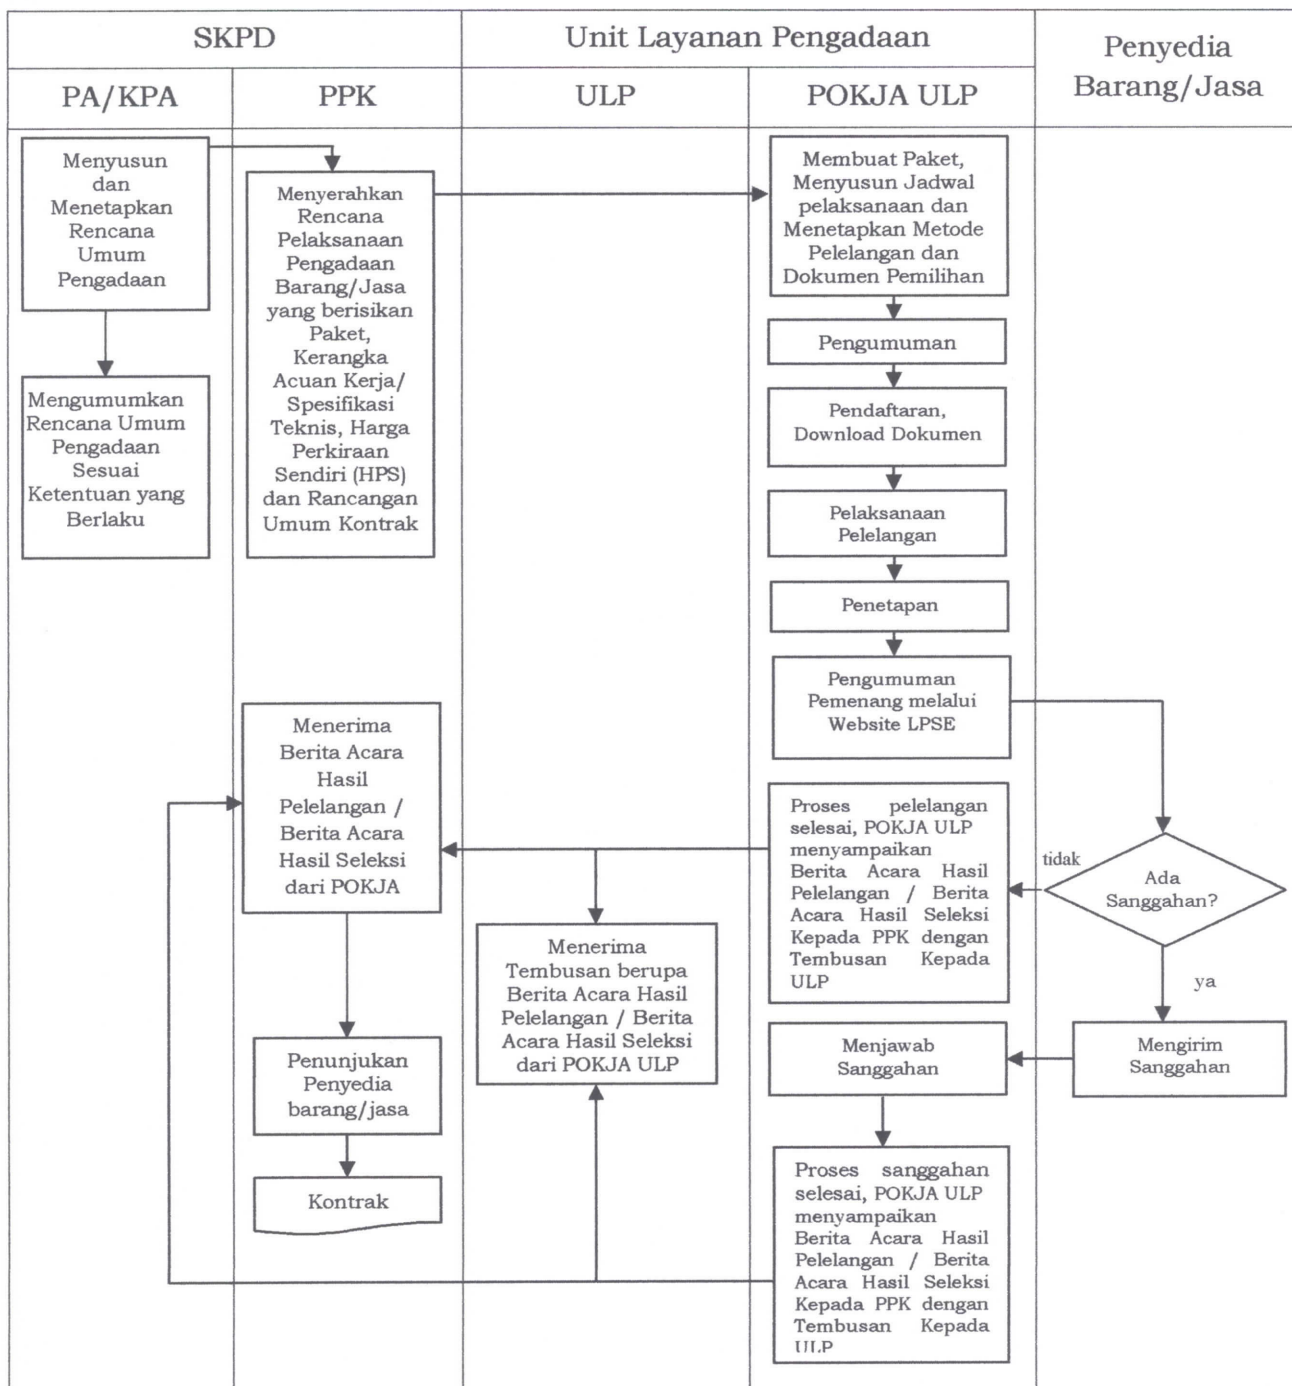 SKPD
Unit Layanan Pengadaan
Penyedia
Barang/Jasa
PA/KPA
PPK
ULP
POKJA ULP
Menyusun
dan
Menetapkan
Rencana
Umum
Pengadaan
Mengumumkan
Rencana Umum
Pengadaan
Sesuai
Ketentuan yang
Berlaku
Menyerahkan
Rencana
Pelaksanaan
Pengadaan
Barang/Jasa
yang berisikan
Paket,
Kerangka
Acuan Kerja/
Spesifikasi
Teknis, Harga
Perkiraan
Sendiri (HPS)
dan Rancangan
Umum Kontrak
Membuat Paket,
Menyusun Jadwal
pelaksanaan dan
Menetapkan Metode
Pelelangan dan
Dokumen Pemilihan
Pengumuman
Pendaftaran,
Download Dokumen
Pelaksanaan
Pelelangan
Penetapan
Pengumuman
Pemenang melalui
Website LPSE
Ada
Sanggahan?
tidak
ya
Proses pelelangan
selesai, POKJA ULP
menyampaikan
Berita Acara Hasil
Pelelangan / Berita
Acara Hasil Seleksi
Kepada PPK dengan
Tembusan Kepada
ULP
Mengirim
Sanggahan
Menjawab
Sanggahan
Proses sanggahan
selesai, POKJA ULP
menyampaikan
Berita Acara Hasil
Pelelangan / Berita
Acara Hasil Seleksi
Kepada PPK dengan
Tembusan Kepada
ULP
Menerima
Tembusan berupa
Berita Acara Hasil
Pelelangan / Berita
Acara Hasil Seleksi
dari POKJA ULP
Menerima
Berita Acara
Hasil
Pelelangan /
Berita Acara
Hasil Seleksi
dari POKJA
Penunjukan
Penyedia
barang/jasa
Kontrak